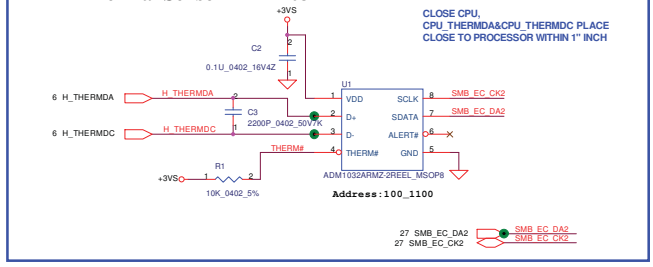 +3VS
CLOSE CPU,
CPU_THERMDA&CPU_THERMDC PLACE
CLOSE TO PROCESSOR WITHIN 1" INCH
2
C2
0.1U_0402_16V4Z
1
U1
6 H_THERMDA
H_THERMDA
2
1
VDD
SCLK
8
SMB_EC_CK2
C3
2
D+
SDATA
7
SMB_EC_DA2
2200P_0402_50V7K
6 H_THERMDC
H_THERMDC
1
3
D-
ALERT#
6
THERM#
4
THERM#
GND
5
R1
ADM1032ARMZ-2REEL_MSOP8
+3VS
1
2
10K_0402_5%
Address:100_1100
27 SMB_EC_DA2
SMB_EC_DA2
27 SMB_EC_CK2
SMB_EC_CK2